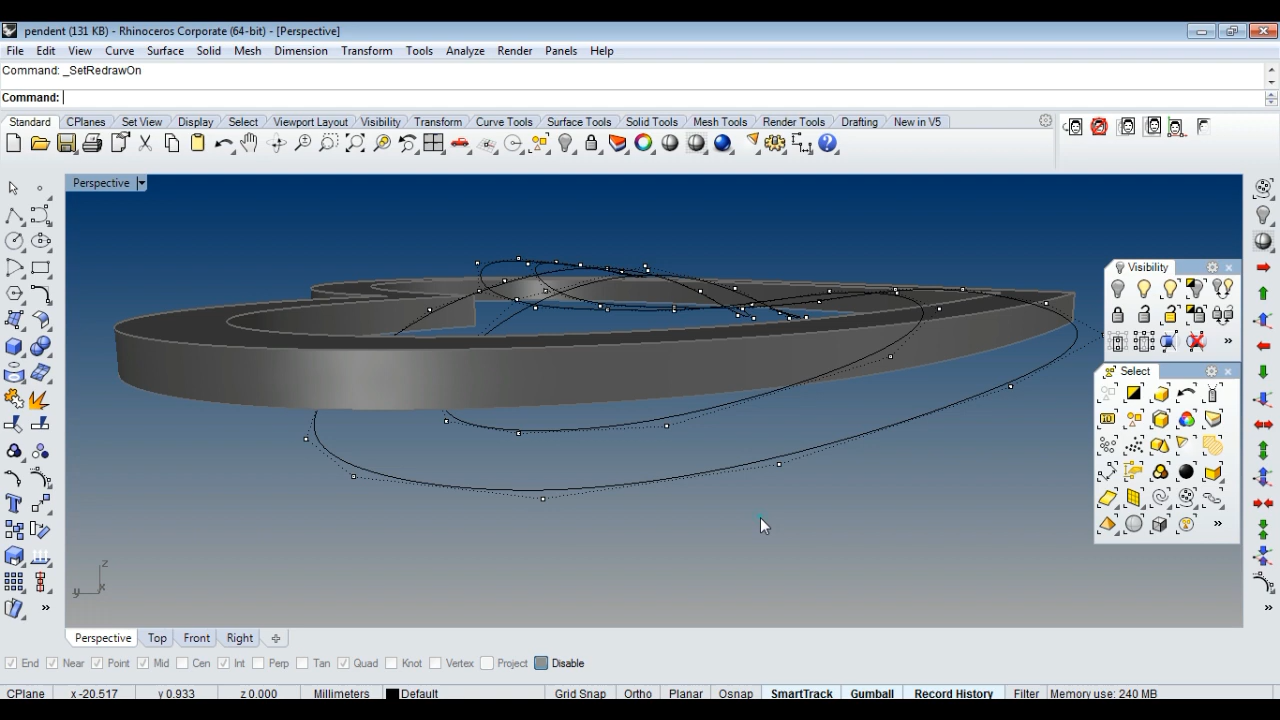 pendent (131 KB) - Rhinoceros Corporate (64-bit) - [Perspective]
File Edit View Curve Surface Solid Mesh Dimension Transform Tools Analyze Render Panels Help
Command: _SetRedrawOn
Command:
Standard CPlanes Set View Display Select Viewport Layout Visibility Transform Curve Tools Surface Tools Solid Tools Mesh Tools Render Tools Drafting New in V5
Perspective
Visibility
Select
z
y x
Perspective Top Front Right
End Near Point Mid Cen Int Perp Tan Quad Knot Vertex Project Disable
CPlane x -20.517 y 0.933 z 0.000 Millimeters Default Grid Snap Ortho Planar Osnap SmartTrack Gumball Record History Filter Memory use: 240 MB